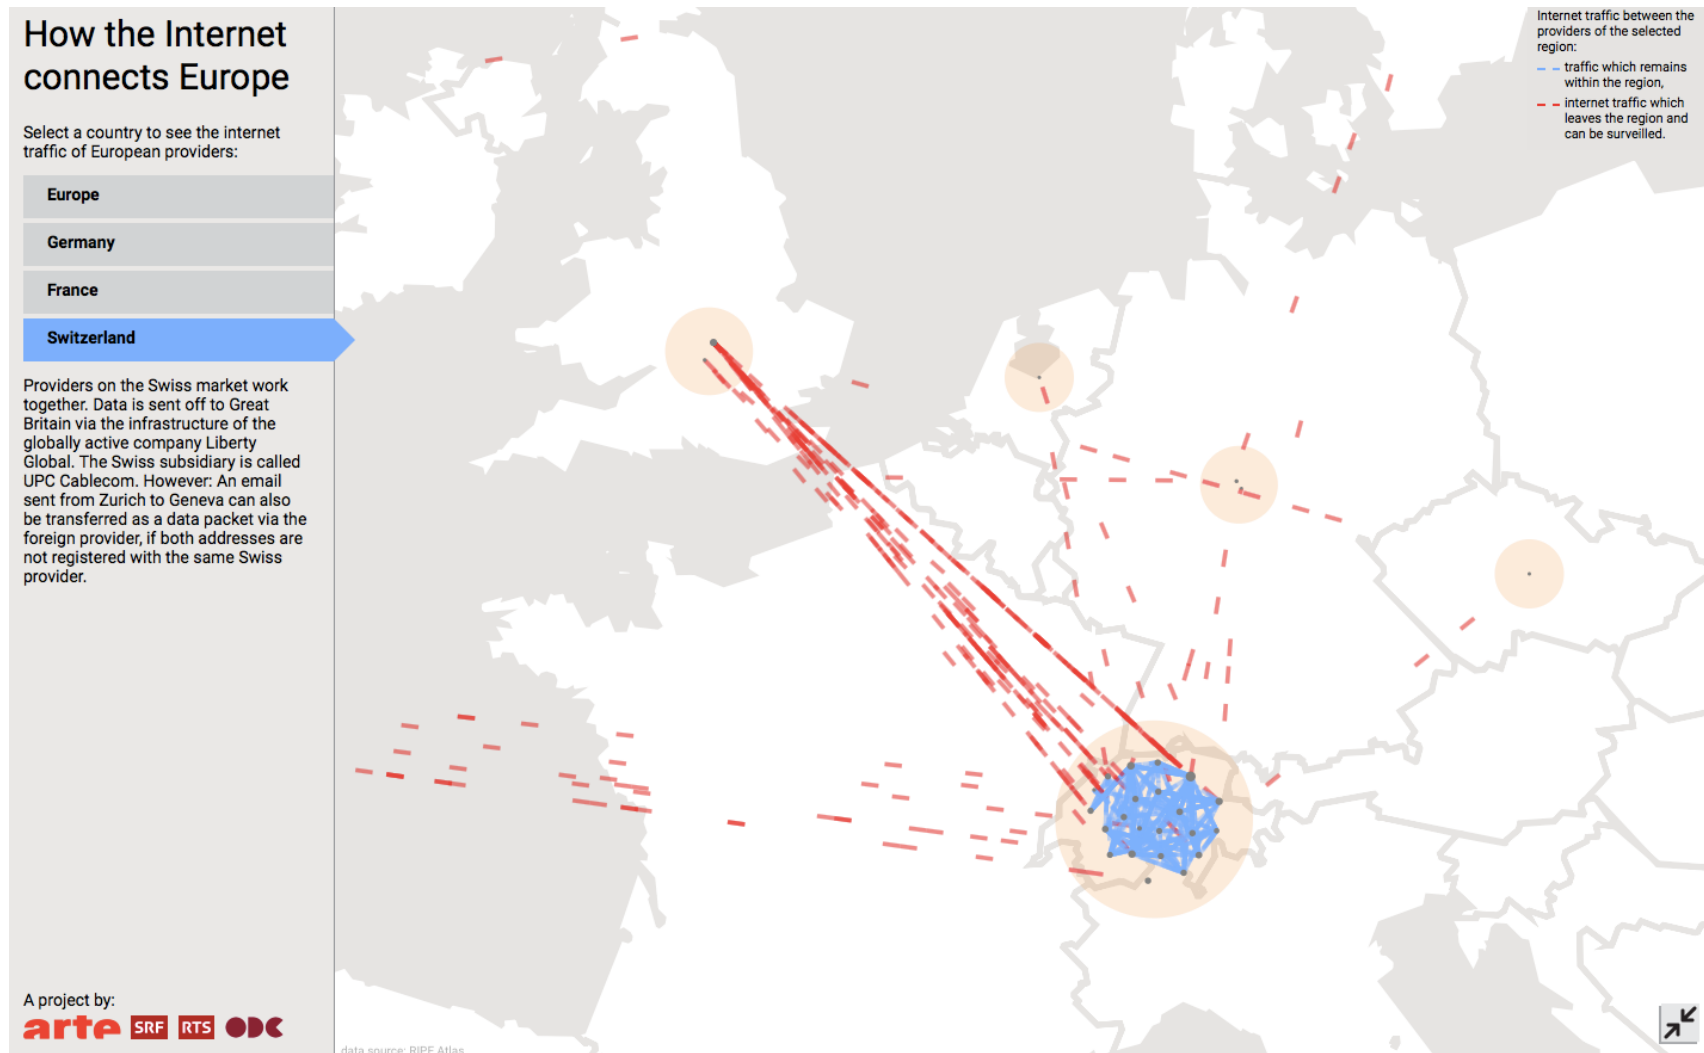 How the Internet
connects Europe
Select a country to see the internet
traffic of European providers:
Europe
Germany
France
Switzerland
Providers on the Swiss market work
together. Data is sent off to Great
Britain via the infrastructure of the
globally active company Liberty
Global. The Swiss subsidiary is called
UPC Cablecom. However: An email
sent from Zurich to Geneva can also
be transferred as a data packet via the
foreign provider, if both addresses are
not registered with the same Swiss
provider.
A project by:
arte SRF RTS ODC
data source: RIPE Atlas
Internet traffic between the
providers of the selected
region:
traffic which remains
within the region,
internet traffic which
leaves the region and
can be surveilled.